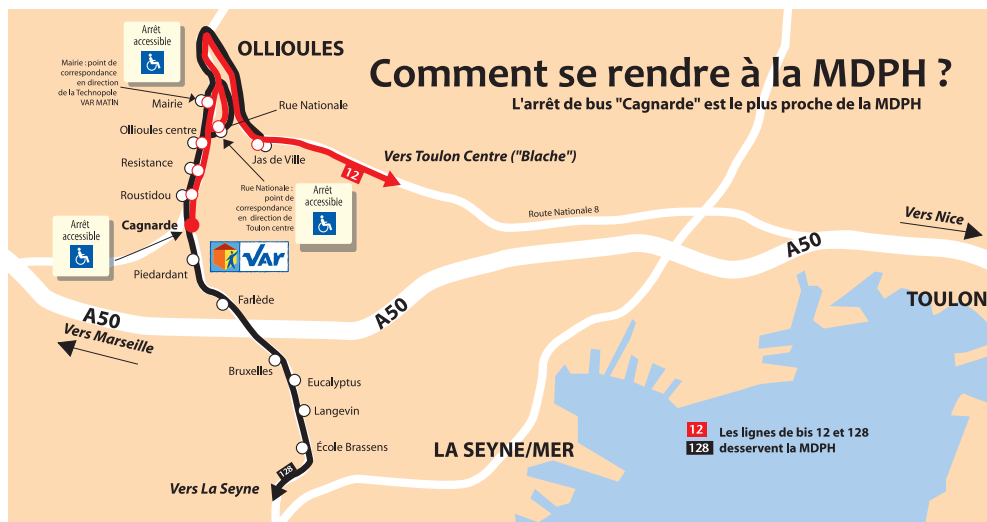 Comment se rendre à la MDPH ?
L'arrêt de bus "Cagnarde" est le plus proche de la MDPH
OLLIOULES
Arrêt
accessible
Mairie : point de
correspondance
en direction
de la Technopole
VAR MATIN
Mairie
Rue Nationale
Ollioules centre
Jas de Ville
Resistance
Vers Toulon Centre ("Blache")
12
Roustidou
Rue Nationale :
point de
correspondance
en direction de
Toulon centre
Arrêt
accessible
Route Nationale 8
Vers Nice
Cagnarde
Arrêt
accessible
VAR
A50
Piedardant
Farlède
TOULON
A50
A50
Vers Marseille
Bruxelles
Eucalyptus
Langevin
École Brassens
LA SEYNE/MER
128
Vers La Seyne
12 Les lignes de bis 12 et 128
128 desservent la MDPH